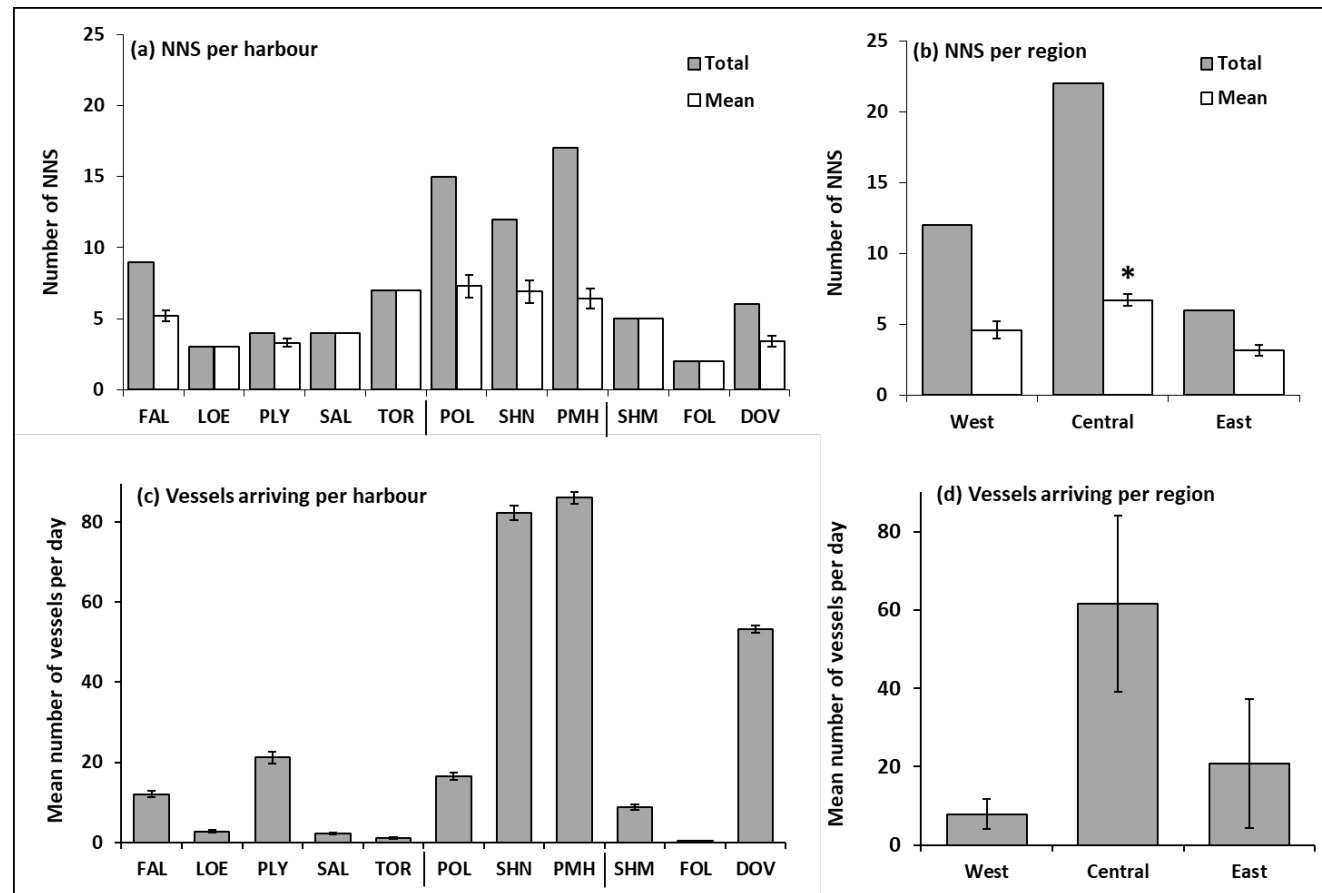 (a) NNS per harbour
Total
Mean
Number of NNS
25
20
15
10
5
0
FAL LOE PLY SAL TOR POL SHN PMH SHM FOL DOV
(b) NNS per region
Total
Mean
Number of NNS
25
20
15
10
5
0
*
West Central East
(c) Vessels arriving per harbour
Mean number of vessels per day
80
60
40
20
0
FAL LOE PLY SAL TOR POL SHN PMH SHM FOL DOV
(d) Vessels arriving per region
Mean number of vessels per day
80
60
40
20
0
West Central East